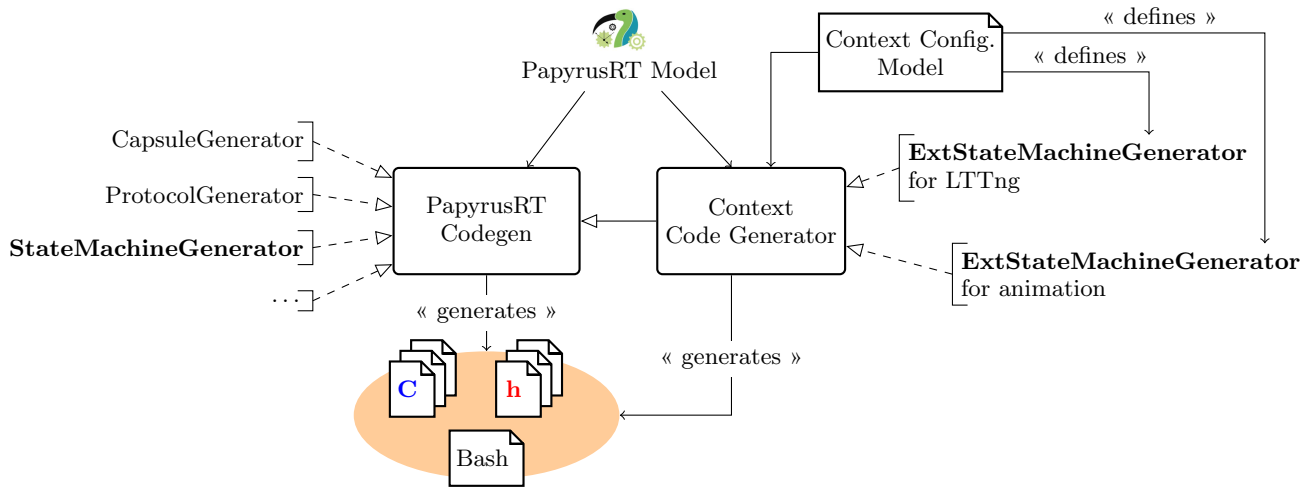 « defines »
Context Config.
Model
« defines »
PapyrusRT Model
CapsuleGenerator
ProtocolGenerator
StateMachineGenerator
...
PapyrusRT
Codegen
Context
Code Generator
ExtStateMachineGenerator
for LTTng
ExtStateMachineGenerator
for animation
« generates »
« generates »
C
h
Bash